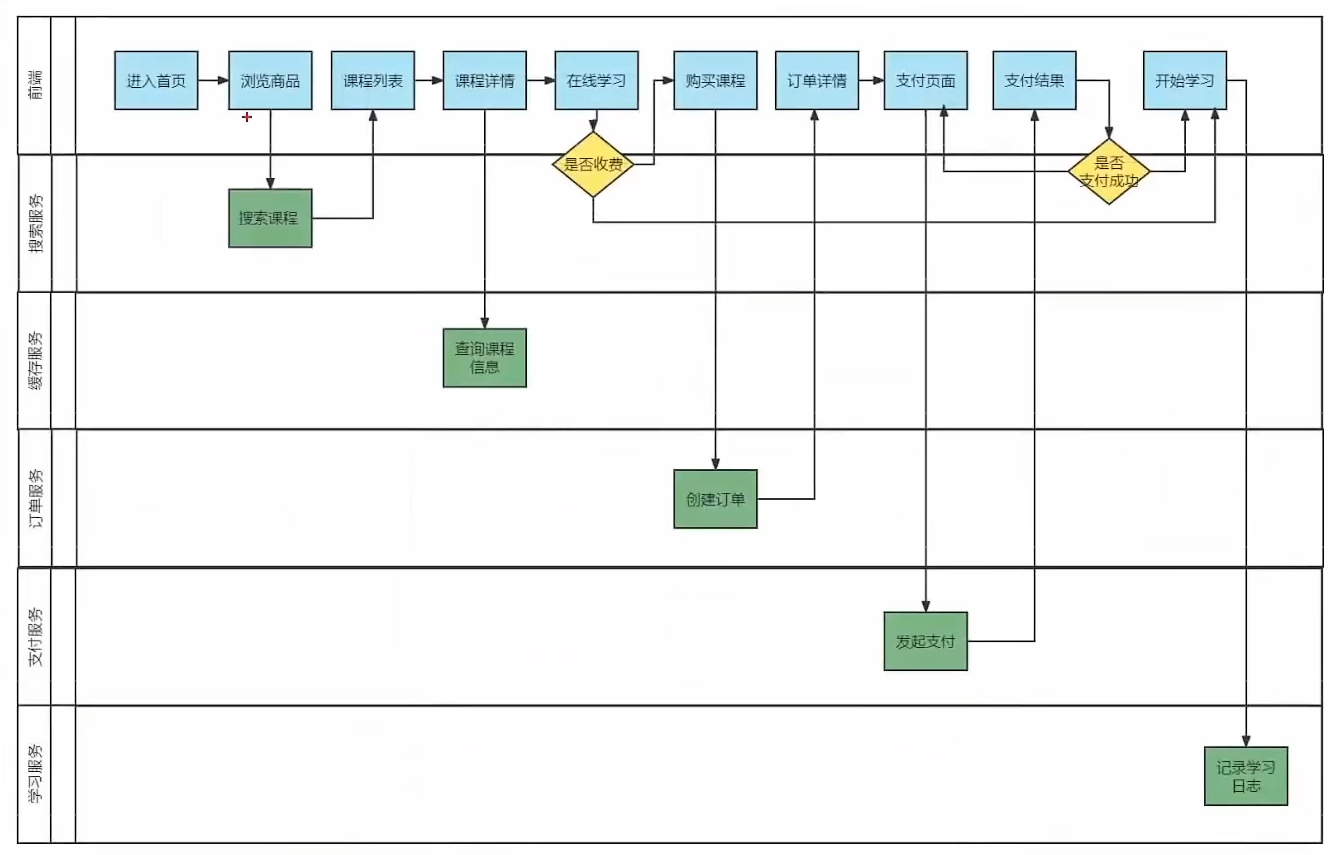 前端
进入首页
浏览商品
课程列表
课程详情
在线学习
购买课程
订单详情
支付页面
支付结果
开始学习
是否收费
是否
支付成功
搜索服务
搜索课程
缓存服务
查询课程
信息
订单服务
创建订单
支付服务
发起支付
学习服务
记录学习
日志